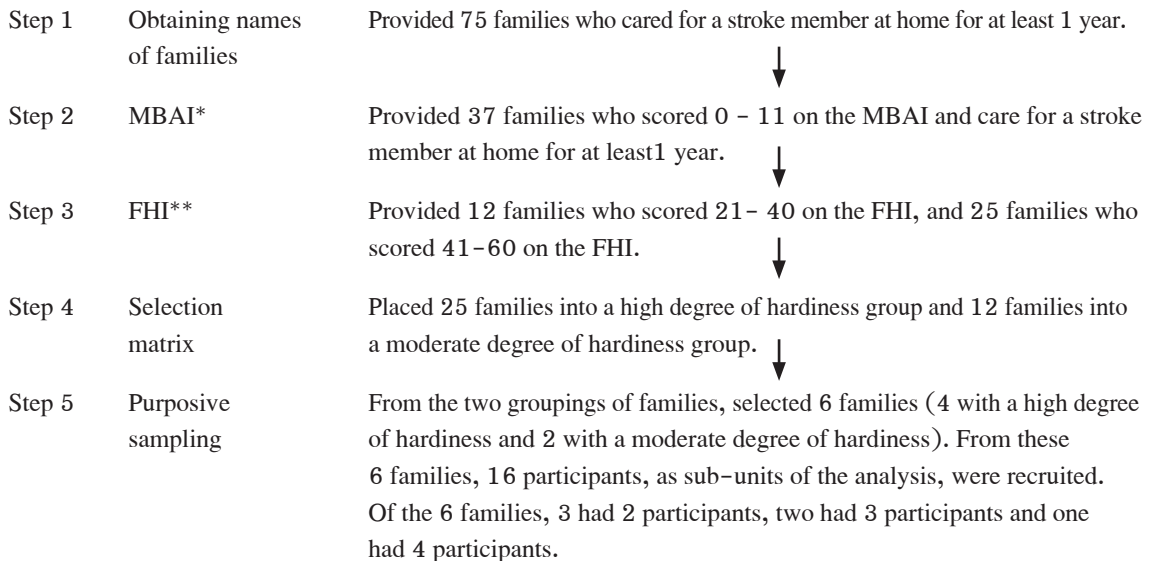 Step 1 Obtaining names Provided 75 families who cared for a stroke member at home for at least 1 year.
of families
Step 2 MBAI* Provided 37 families who scored 0 - 11 on the MBAI and care for a stroke
member at home for at least1 year.
Step 3 FHI** Provided 12 families who scored 21- 40 on the FHI, and 25 families who
scored 41-60 on the FHI.
Step 4 Selection Placed 25 families into a high degree of hardiness group and 12 families into
matrix a moderate degree of hardiness group.
Step 5 Purposive From the two groupings of families, selected 6 families (4 with a high degree
sampling of hardiness and 2 with a moderate degree of hardiness). From these
6 families, 16 participants, as sub-units of the analysis, were recruited.
Of the 6 families, 3 had 2 participants, two had 3 participants and one
had 4 participants.